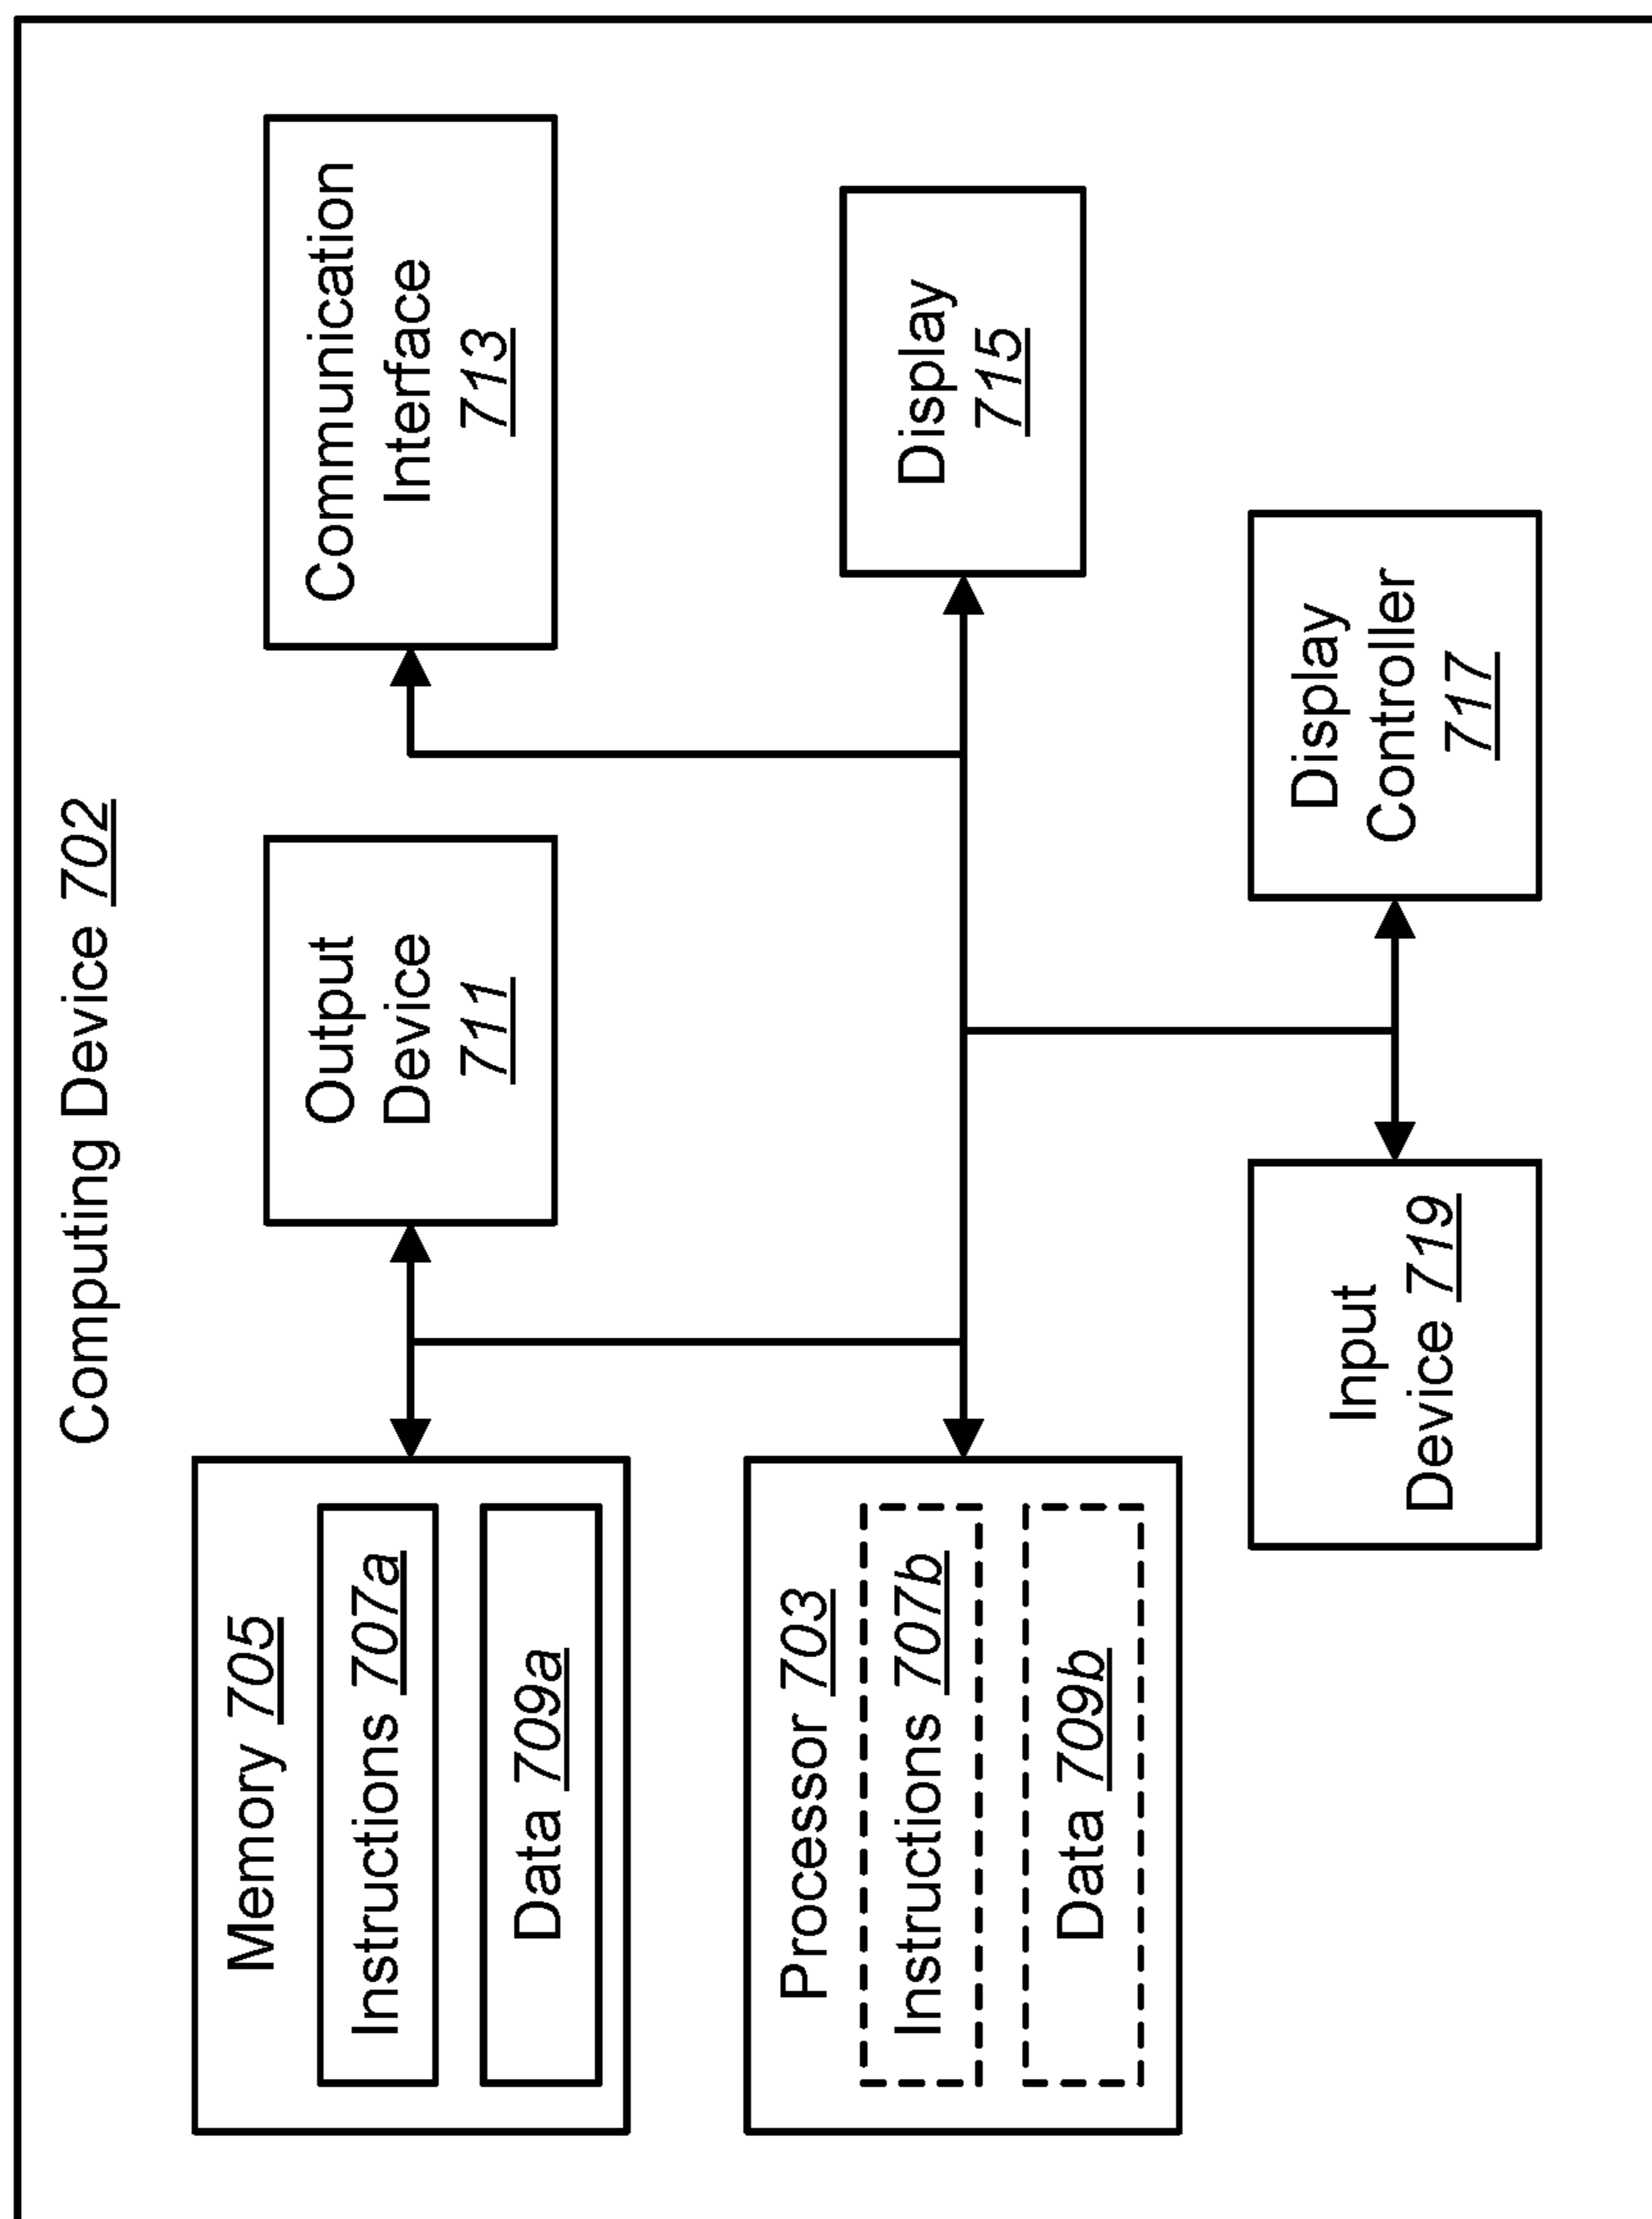 Computing Device 702
Memory 705
Instructions 707a
Data 709a
Output
Device
711
Communication
Interface
713
Processor 703
Instructions 707b
Data 709b
Display
715
Input
Device 719
Display
Controller
717